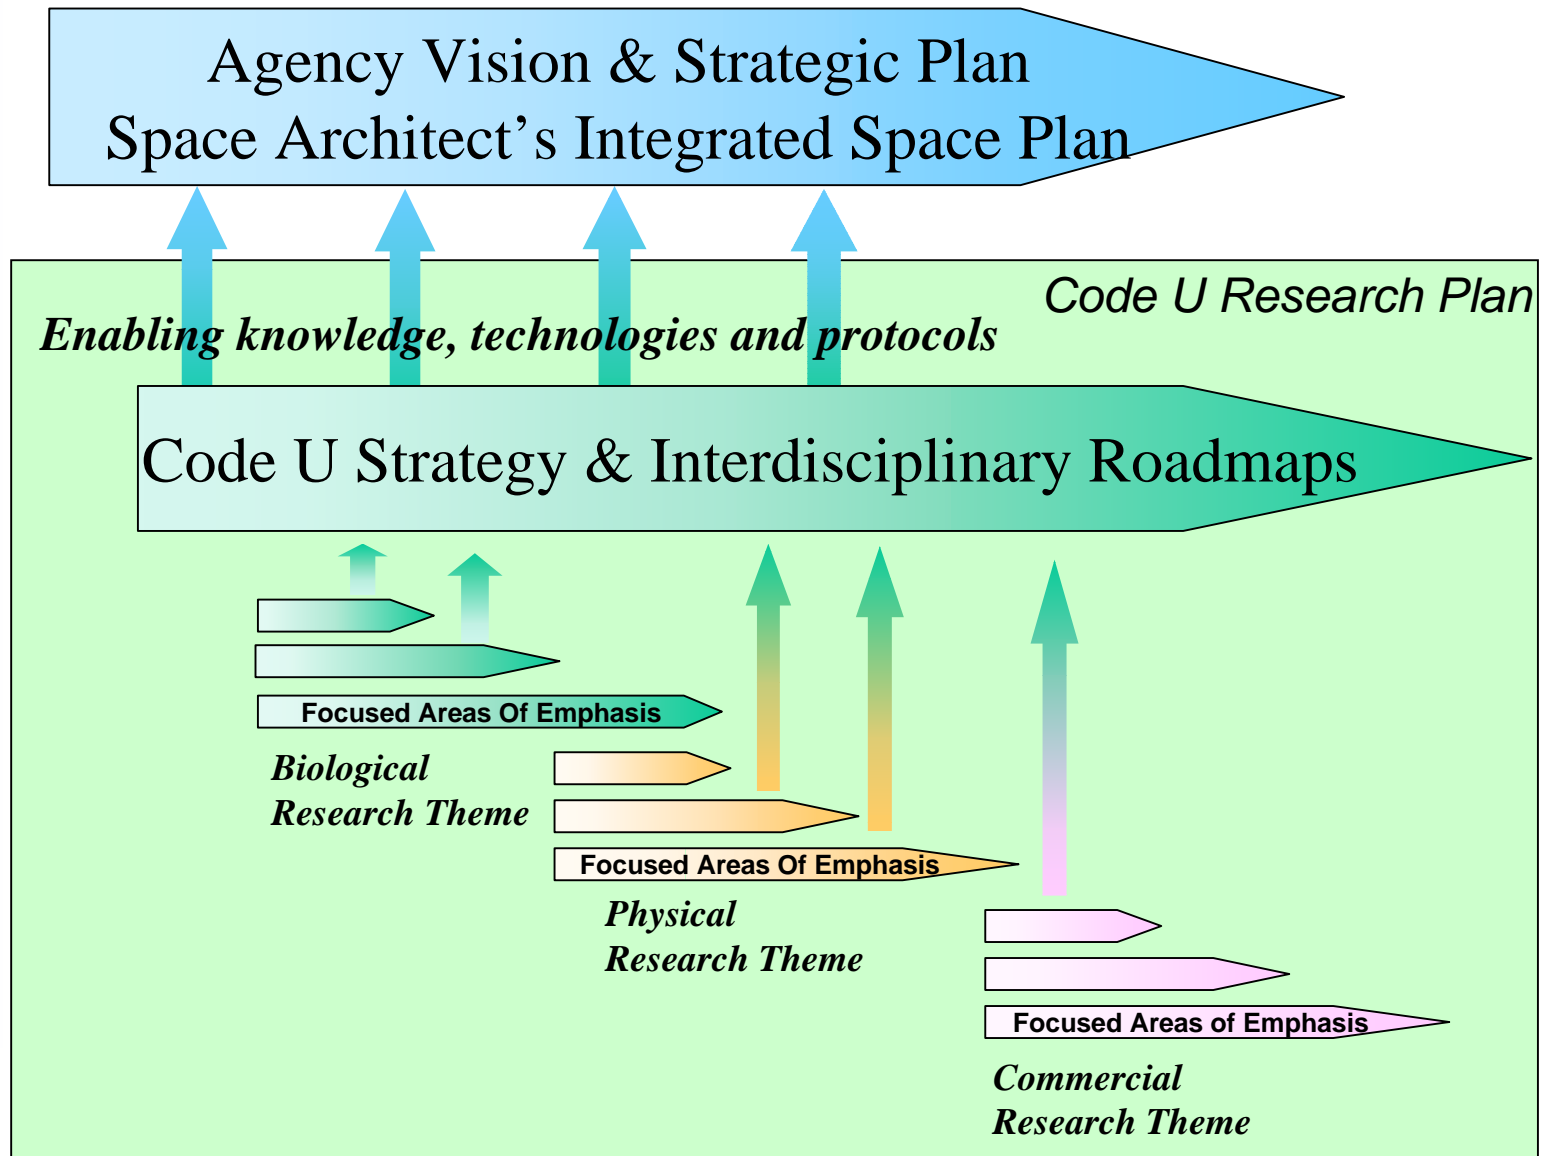 Agency Vision & Strategic Plan
Space Architect’s Integrated Space Plan
Code U Research Plan
Enabling knowledge, technologies and protocols
Code U Strategy & Interdisciplinary Roadmaps
Focused Areas Of Emphasis
Biological
Research Theme
Focused Areas Of Emphasis
Physical
Research Theme
Focused Areas of Emphasis
Commercial
Research Theme